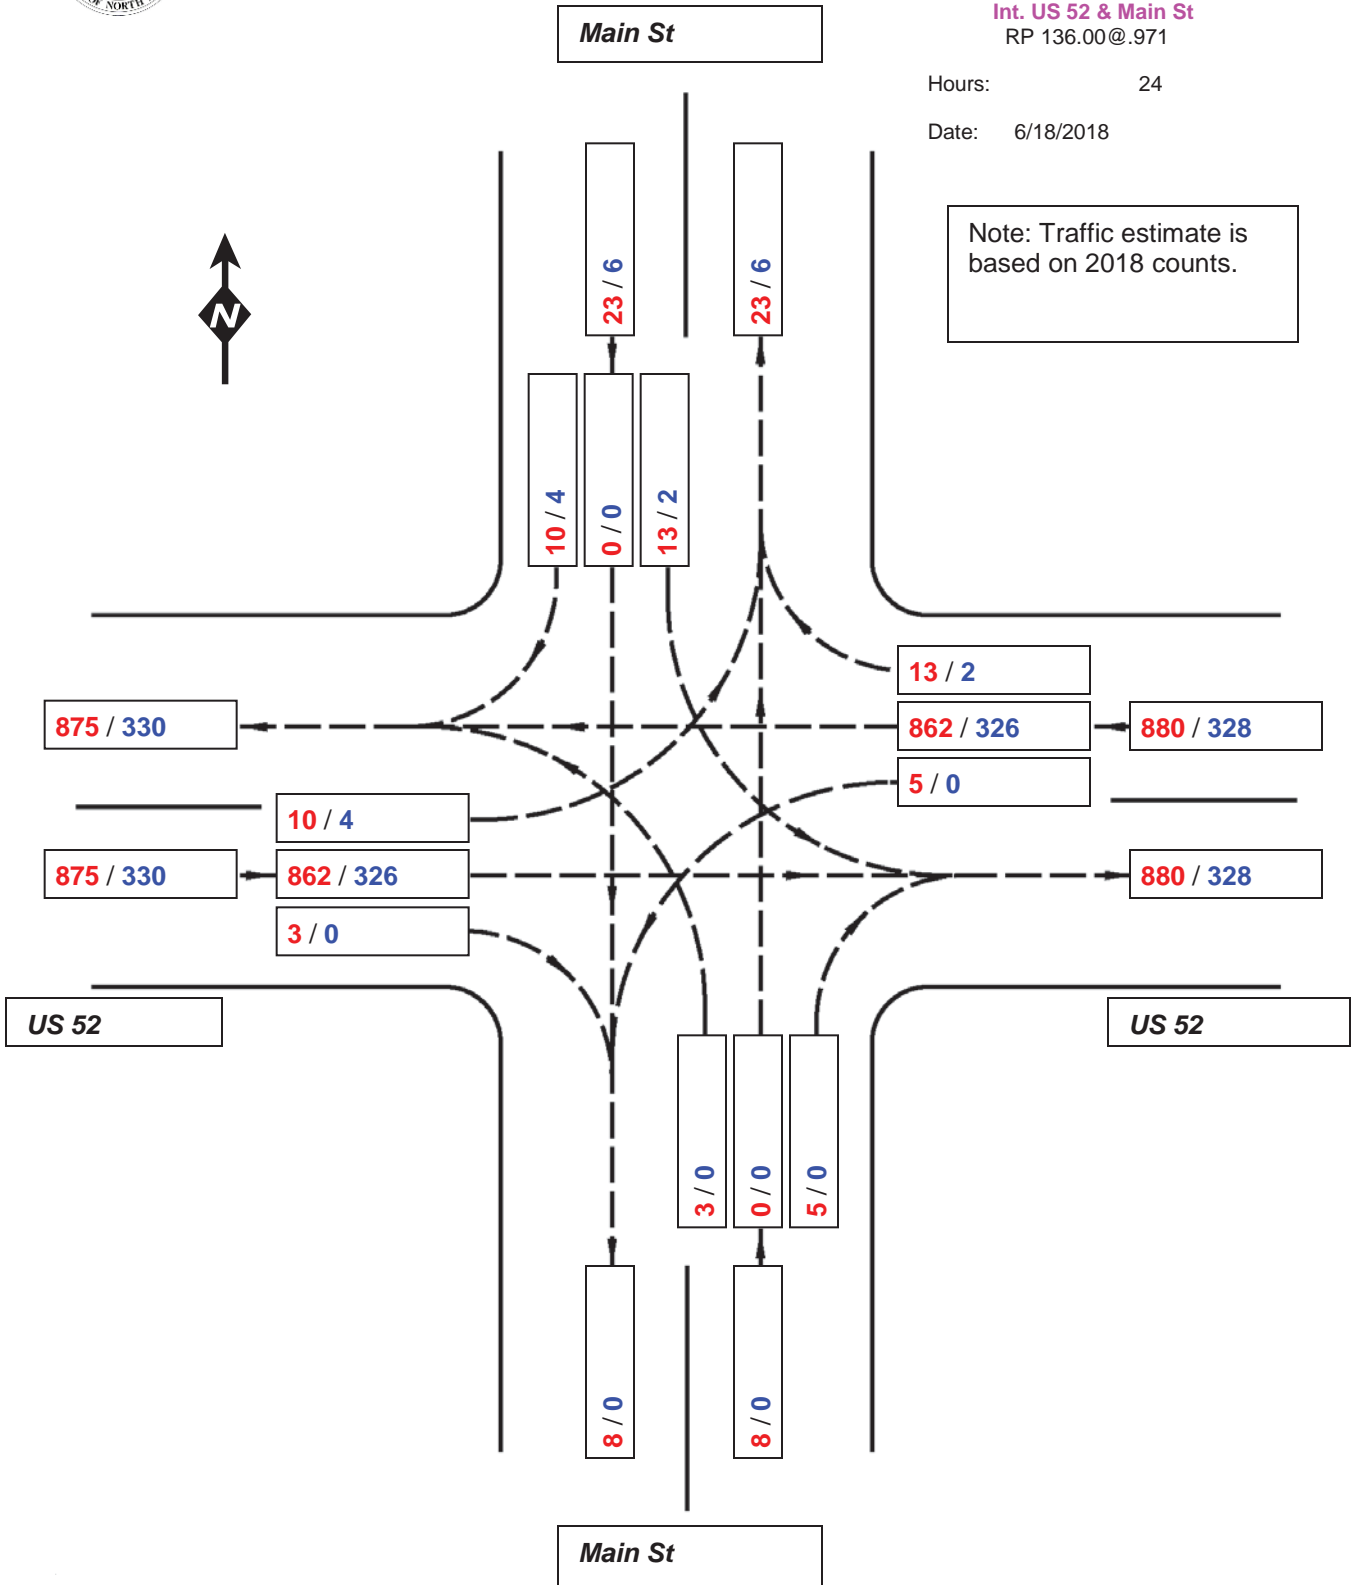 OF NORTH
Main St
Int. US 52 & Main St
RP 136.00@.971
Hours: 24
Date: 6/18/2018
Note: Traffic estimate is
based on 2018 counts.
N
23 / 6
23 / 6
10 / 4
0 / 0
13 / 2
13 / 2
875 / 330
862 / 326
880 / 328
5 / 0
10 / 4
875 / 330
862 / 326
880 / 328
3 / 0
US 52
US 52
3 / 0
0 / 0
5 / 0
8 / 0
8 / 0
Main St